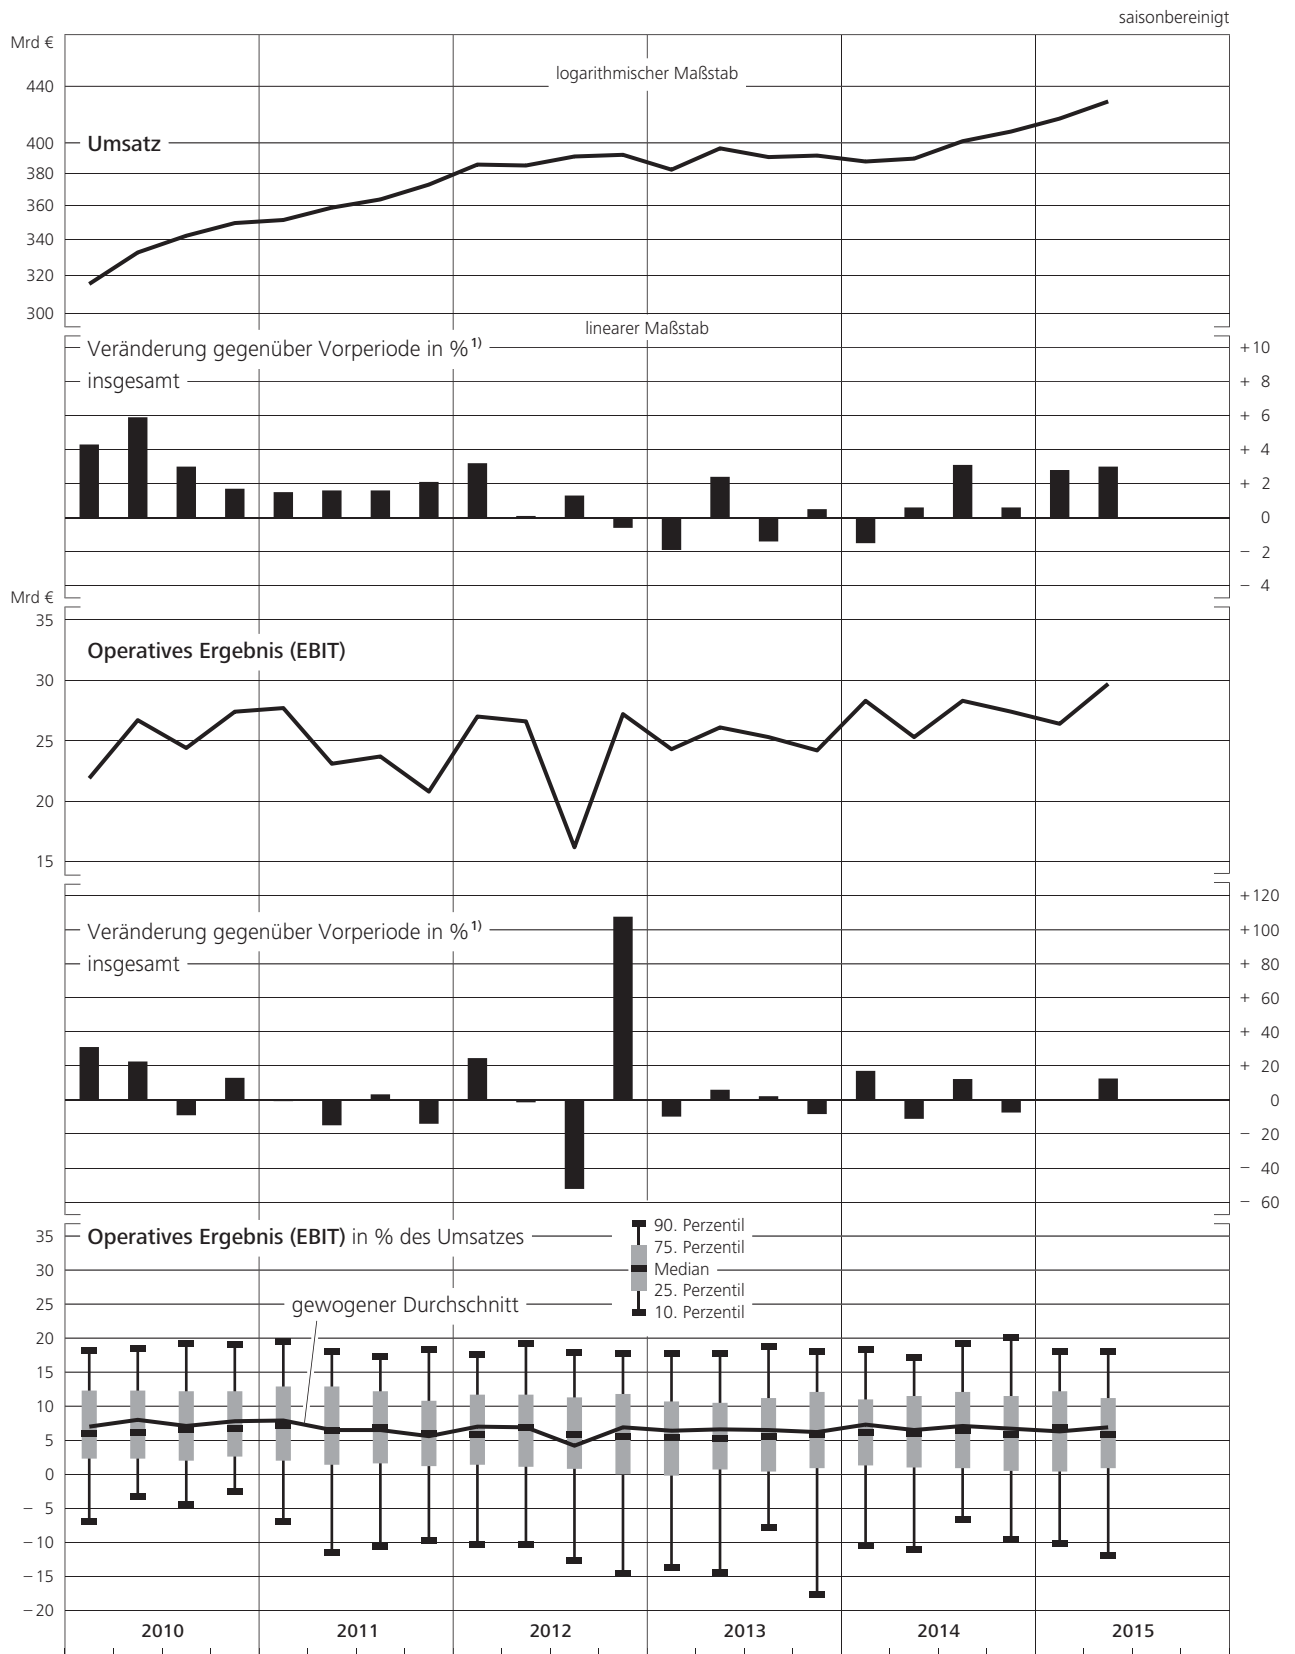 saisonbereinigt
Mrd €
logarithmischer Maßstab
440
Umsatz
400
380
360
340
320
300
linearer Maßstab
Veränderung gegenüber Vorperiode in %¹⁾
insgesamt
+10
+ 8
+ 6
+ 4
+ 2
0
− 2
− 4
Mrd €
35
Operatives Ergebnis (EBIT)
30
25
20
15
Veränderung gegenüber Vorperiode in %¹⁾
insgesamt
+120
+100
+ 80
+ 60
+ 40
+ 20
0
− 20
− 40
− 60
Operatives Ergebnis (EBIT) in % des Umsatzes
90. Perzentil
75. Perzentil
Median
25. Perzentil
10. Perzentil
gewogener Durchschnitt
35
30
25
20
15
10
5
0
− 5
−10
−15
−20
2010 2011 2012 2013 2014 2015